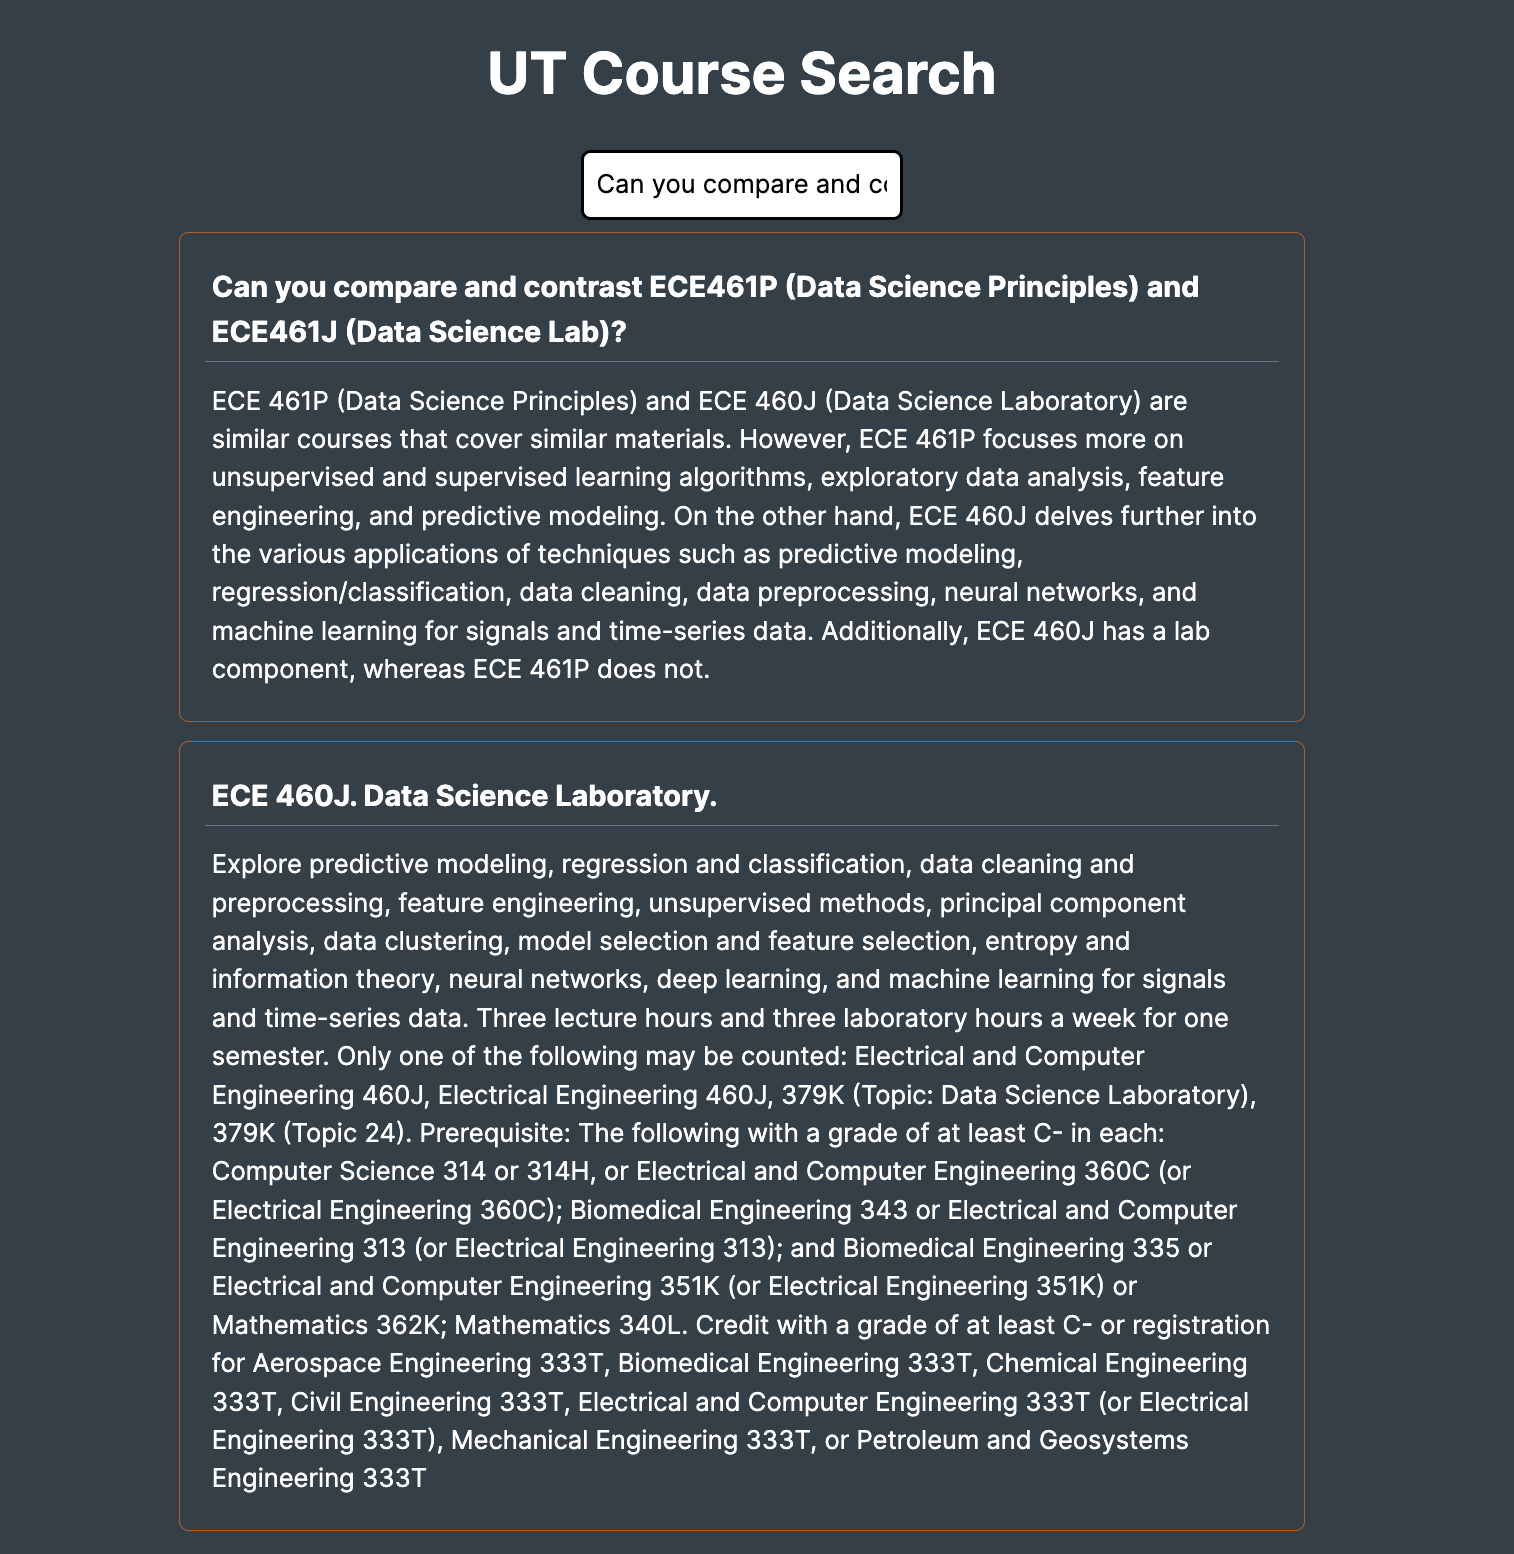 UT Course Search
Can you compare and co
Can you compare and contrast ECE461P (Data Science Principles) and
ECE461J (Data Science Lab)?
ECE 461P (Data Science Principles) and ECE 460J (Data Science Laboratory) are
similar courses that cover similar materials. However, ECE 461P focuses more on
unsupervised and supervised learning algorithms, exploratory data analysis, feature
engineering, and predictive modeling. On the other hand, ECE 460J delves further into
the various applications of techniques such as predictive modeling,
regression/classification, data cleaning, data preprocessing, neural networks, and
machine learning for signals and time-series data. Additionally, ECE 460J has a lab
component, whereas ECE 461P does not.
ECE 460J. Data Science Laboratory.
Explore predictive modeling, regression and classification, data cleaning and
preprocessing, feature engineering, unsupervised methods, principal component
analysis, data clustering, model selection and feature selection, entropy and
information theory, neural networks, deep learning, and machine learning for signals
and time-series data. Three lecture hours and three laboratory hours a week for one
semester. Only one of the following may be counted: Electrical and Computer
Engineering 460J, Electrical Engineering 460J, 379K (Topic: Data Science Laboratory),
379K (Topic 24). Prerequisite: The following with a grade of at least C- in each:
Computer Science 314 or 314H, or Electrical and Computer Engineering 360C (or
Electrical Engineering 360C); Biomedical Engineering 343 or Electrical and Computer
Engineering 313 (or Electrical Engineering 313); and Biomedical Engineering 335 or
Electrical and Computer Engineering 351K (or Electrical Engineering 351K) or
Mathematics 362K; Mathematics 340L. Credit with a grade of at least C- or registration
for Aerospace Engineering 333T, Biomedical Engineering 333T, Chemical Engineering
333T, Civil Engineering 333T, Electrical and Computer Engineering 333T (or Electrical
Engineering 333T), Mechanical Engineering 333T, or Petroleum and Geosystems
Engineering 333T